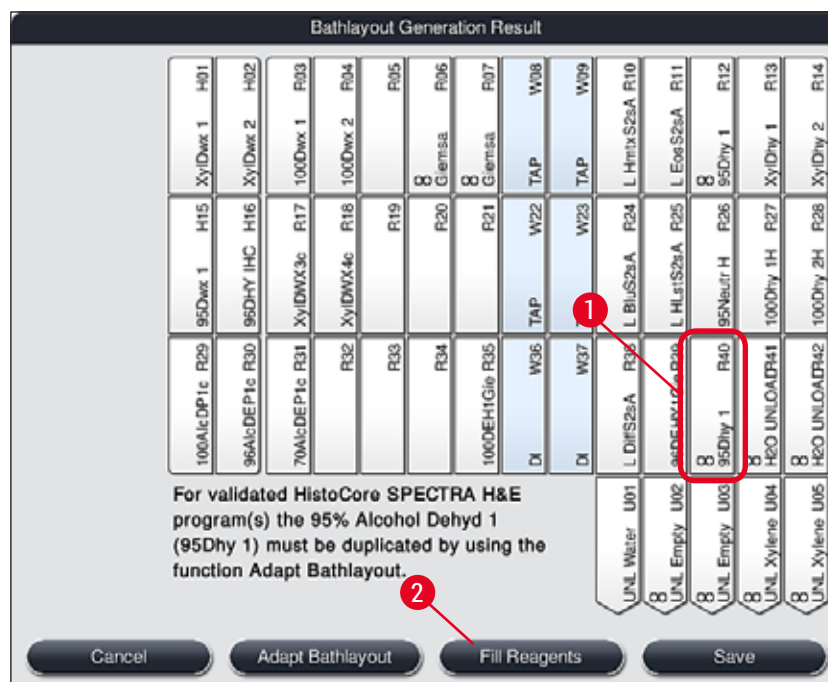 Bathlayout Generation Result
XylDwx 1 H01
XylDwx 2 H02
100Dwx 1 R03
100Dwx 2 R04
R05
∞ Giemsa R06
∞ Giemsa R07
TAP W08
TAP W09
L HmtxS2sA R10
L EosS2sA R11
∞ 95Dhy 1 R12
XylDhy 1 R13
XylDhy 2 R14
95Dwx 1 H15
96DHY IHC H16
XylDWX3c R17
XylDWX4c R18
R19
R20
R21
TAP W22
W23
L BluS2sA R24
L HLstS2sA R25
95Neutr H R26
100Dhy 1H R27
100Dhy 2H R28
100AlcDP1c R29
96AlcDEP1c R30
70AlcDEP1c R31
R32
R33
R34
100DEH1Gie R35
DI W36
DI W37
L DiffS2sA R38
R39
∞ 95Dhy 1 R40
∞ H2O UNLOADR41
∞ H2O UNLOADR42
UNL Water U01
∞ UNL Empty U02
∞ UNL Empty U03
∞ UNL Xylene U04
∞ UNL Xylene U05
1
For validated HistoCore SPECTRA H&E
program(s) the 95% Alcohol Dehyd 1
(95Dhy 1) must be duplicated by using the
function Adapt Bathlayout.
2
Cancel Adapt Bathlayout Fill Reagents Save